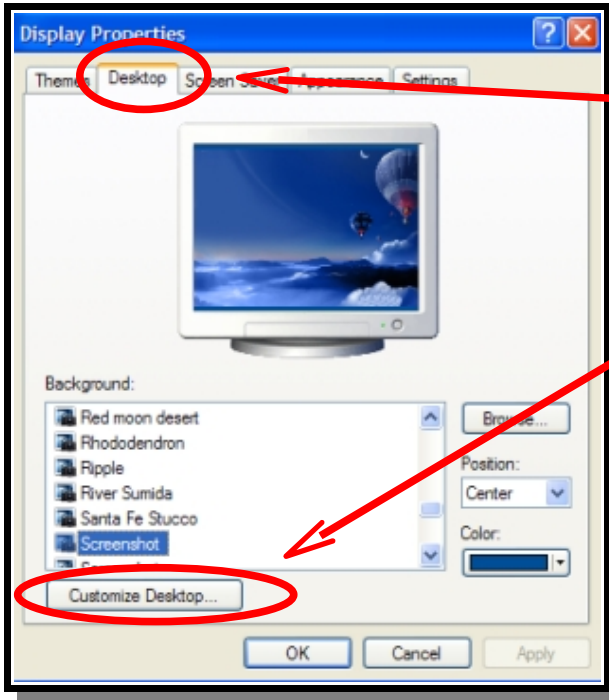 Display Properties
Themes Desktop Screen Saver Appearance Settings
Background:
Red moon desert
Rhododendron
Ripple
River Sumida
Santa Fe Stucco
Screenshot
Browse...
Position:
Center
Color:
Customize Desktop...
OK Cancel Apply